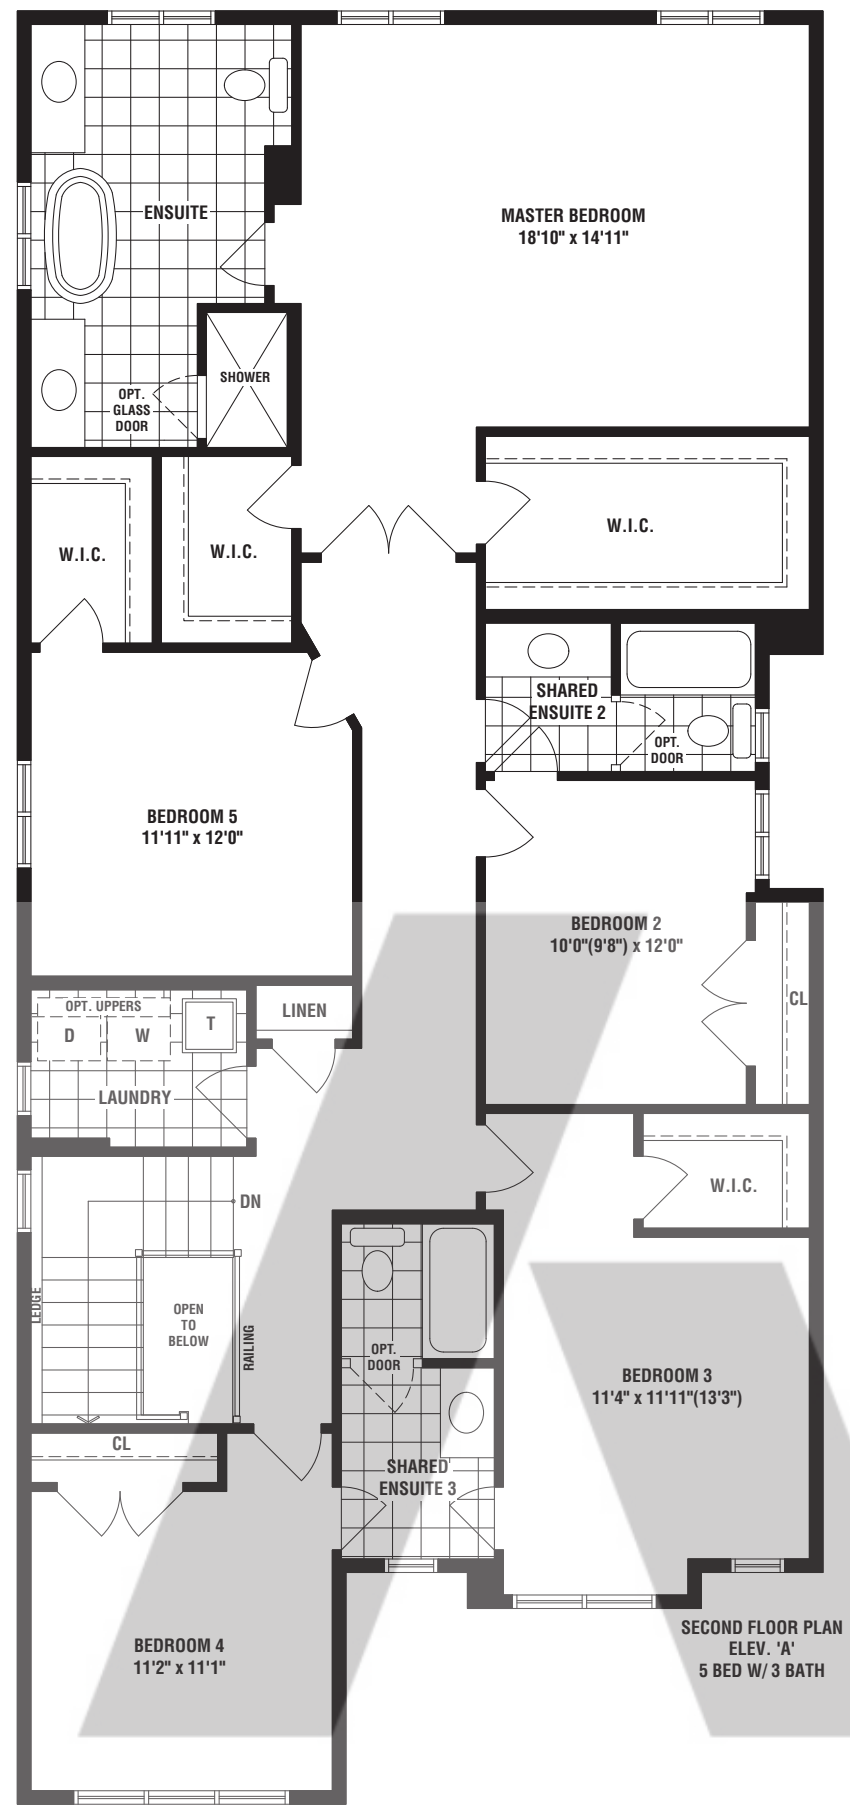 ENSUITE
MASTER BEDROOM
18'10" x 14'11"
SHOWER
OPT.
GLASS
DOOR
W.I.C.
W.I.C.
W.I.C.
SHARED
ENSUITE 2
OPT.
DOOR
BEDROOM 5
11'11" x 12'0"
BEDROOM 2
10'0"(9'8") x 12'0"
CL
OPT. UPPERS
D
W
T
LINEN
LAUNDRY
W.I.C.
DN
LEDGE
OPEN
TO
BELOW
RAILING
OPT.
DOOR
BEDROOM 3
11'4" x 11'11"(13'3")
CL
SHARED
ENSUITE 3
BEDROOM 4
11'2" x 11'1"
SECOND FLOOR PLAN
ELEV. 'A'
5 BED W/ 3 BATH